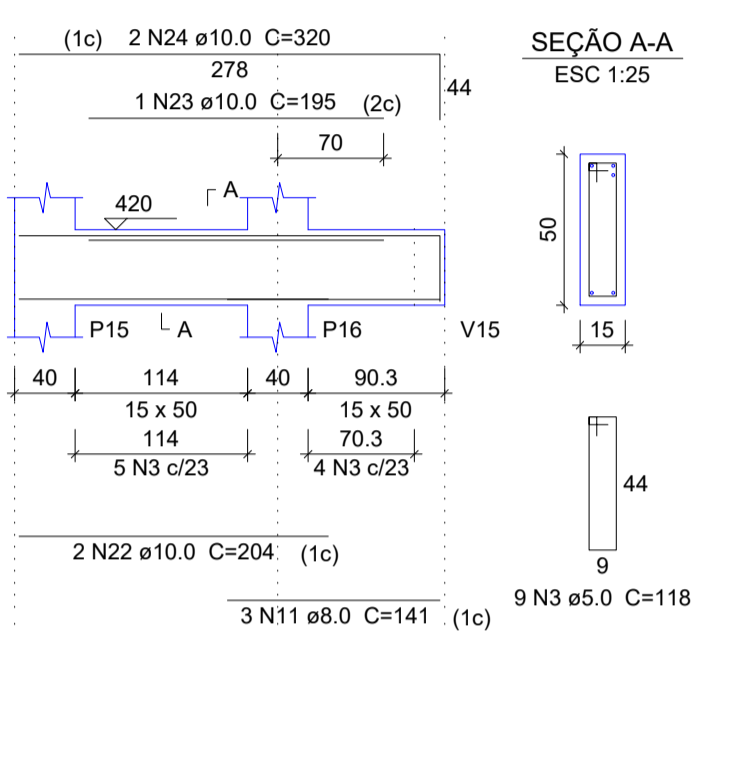 (1c) 2 N24 ø10.0 C=320
278
44
1 N23 ø10.0 C=195 (2c)
70
SEÇÃO A-A
ESC 1:25
A
420
50
15
P15 A P16 V15
40 114 40 90.3
15 x 50 15 x 50
114 70.3
5 N3 c/23 4 N3 c/23
2 N22 ø10.0 C=204 (1c)
3 N11 ø8.0 C=141 (1c)
44
9
9 N3 ø5.0 C=118